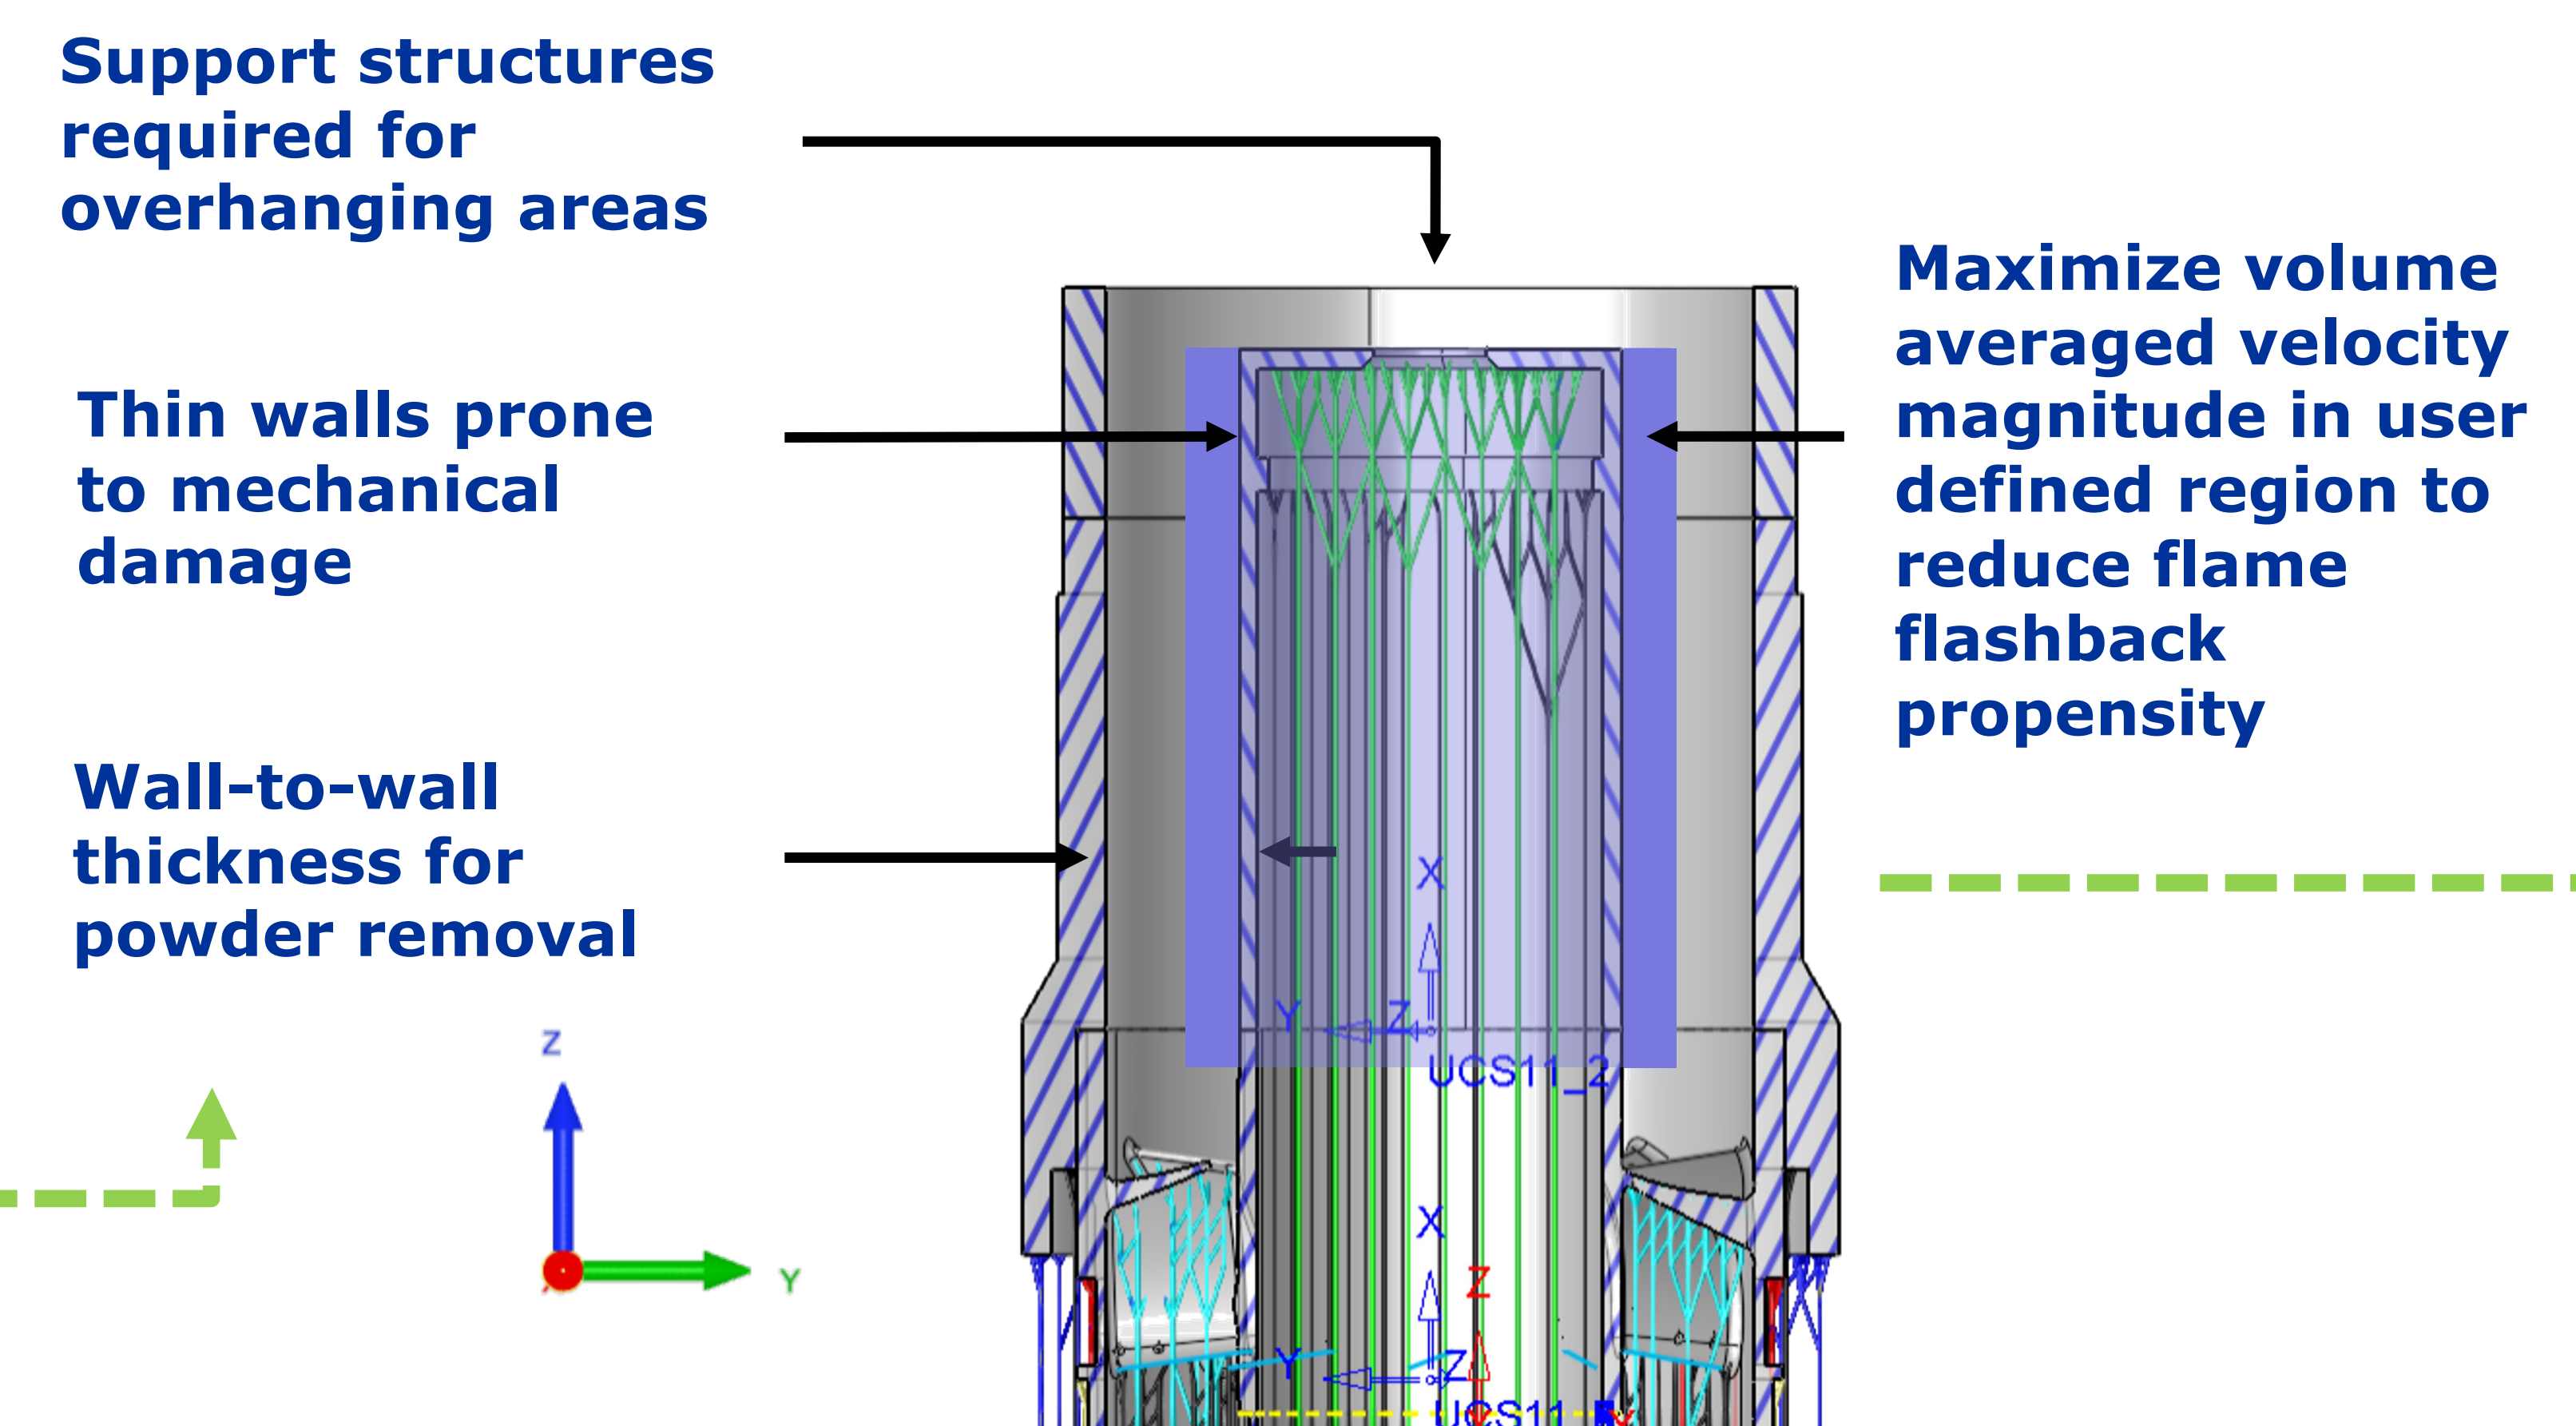 Support structures
required for
overhanging areas
Thin walls prone
to mechanical
damage
Wall-to-wall
thickness for
powder removal
Maximize volume
averaged velocity
magnitude in user
defined region to
reduce flame
flashback
propensity
Z
Y
X
Y
Z
UCS11_2
X
Z
Y
Z
UCS11
Y